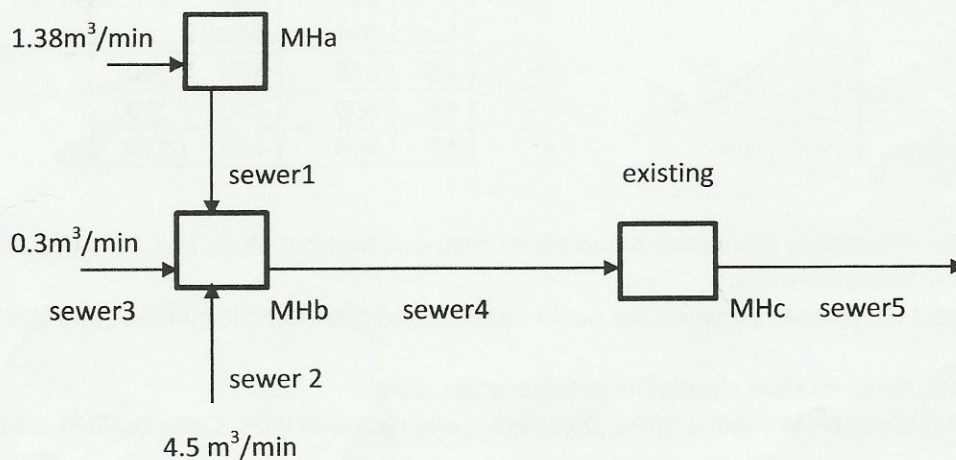 1.38m³/min
MHa
sewer1
existing
0.3m³/min
sewer3
MHb
sewer4
MHc
sewer5
sewer 2
4.5 m³/min